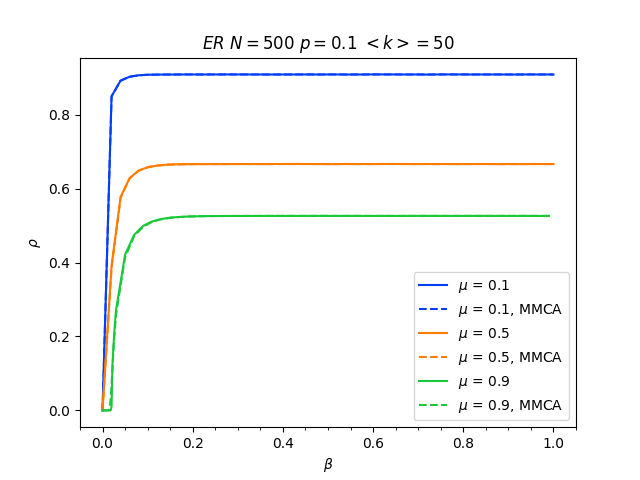 ER N = 500 p = 0.1 < k >= 50
ρ
0.8
0.6
0.4
0.2
0.0
μ = 0.1
μ = 0.1, MMCA
μ = 0.5
μ = 0.5, MMCA
μ = 0.9
μ = 0.9, MMCA
0.0 0.2 0.4 0.6 0.8 1.0
β